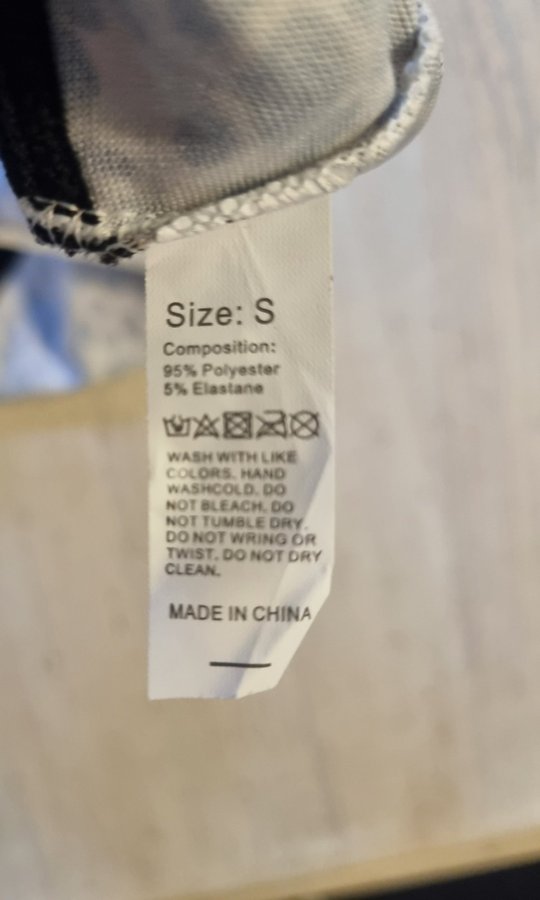 Size: S
Composition:
95% Polyester
5% Elastane
WASH WITH LIKE
COLORS. HAND
WASHCOLD. DO
NOT BLEACH. DO
NOT TUMBLE DRY.
DO NOT WRING OR
TWIST. DO NOT DRY
CLEAN.
MADE IN CHINA